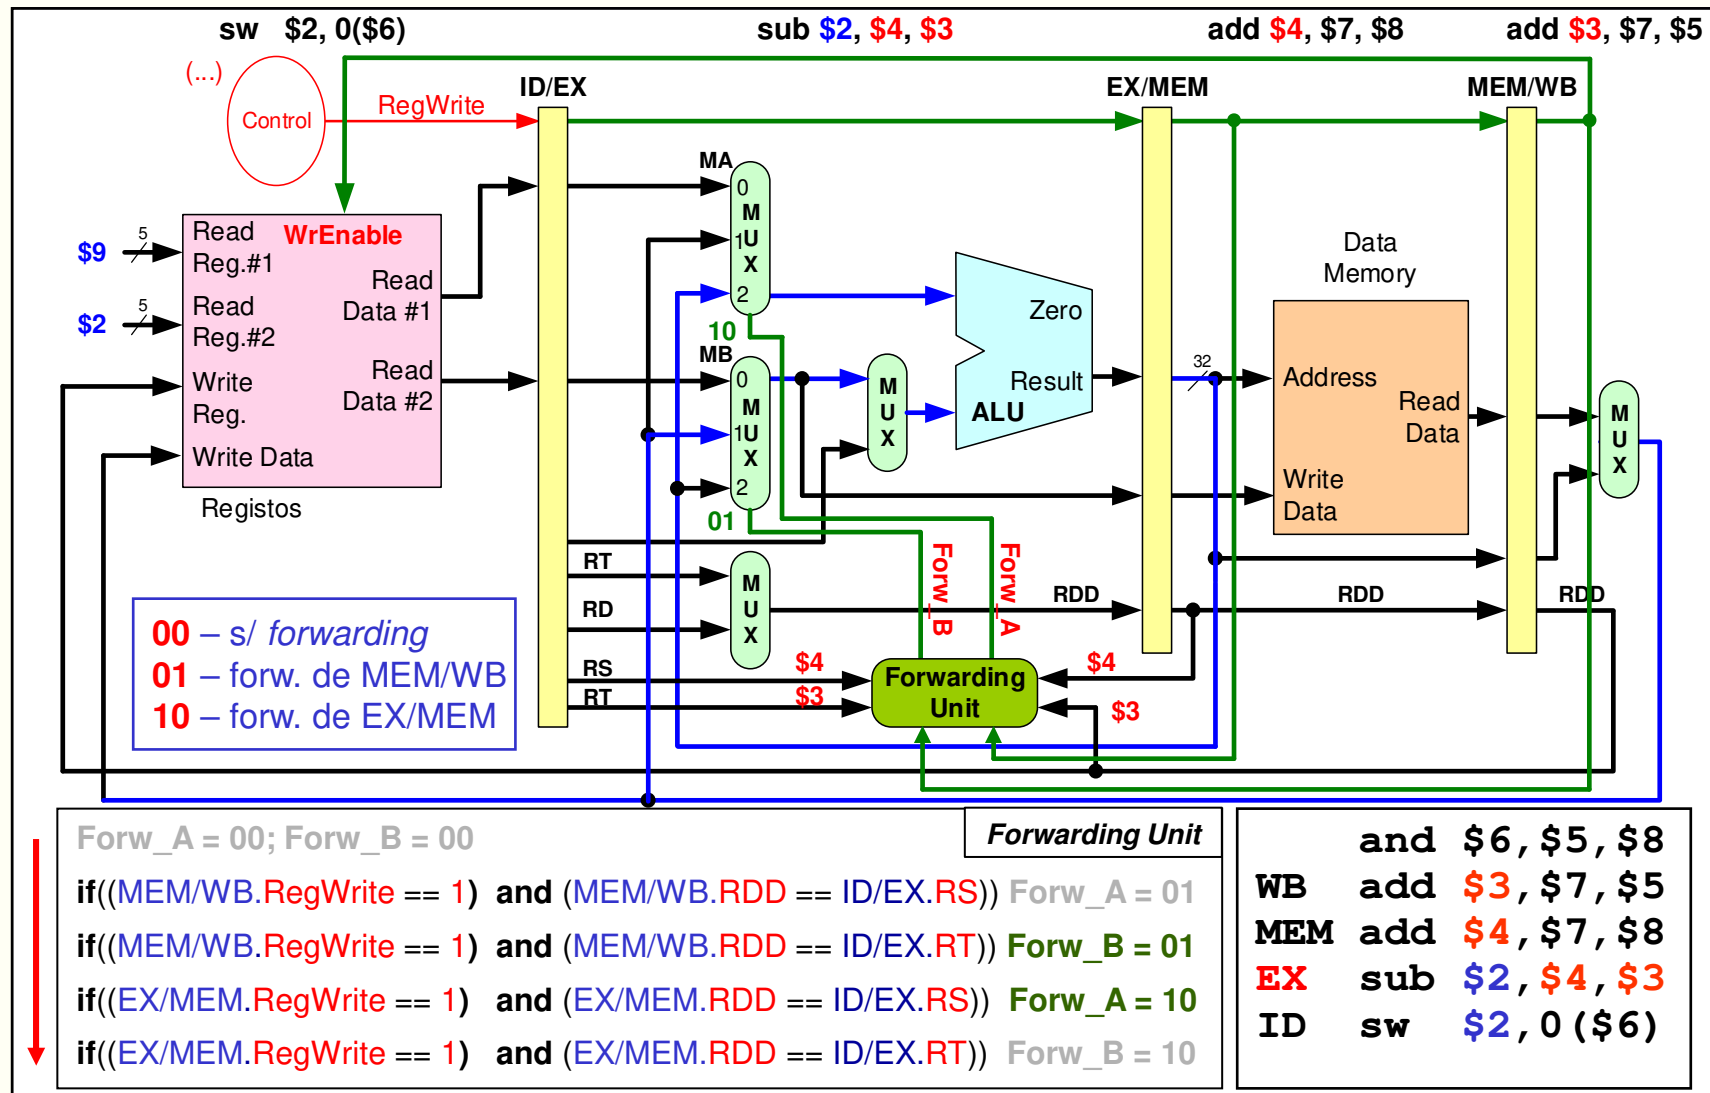 sw $2, 0($6)
sub $2, $4, $3
add $4, $7, $8
add $3, $7, $5
(...)
Control
RegWrite
ID/EX
EX/MEM
MEM/WB
MA
0
M
1U
X
2
10
$9
5
Read
Reg.#1
WrEnable
Read
Data #1
$2
5
Read
Reg.#2
Write
Reg.
Read
Data #2
Write Data
Registos
MB
0
M
1U
X
2
01
M
U
X
Zero
Result
ALU
32
Data
Memory
Address
Read
Data
Write
Data
M
U
X
RT
RD
M
U
X
RDD
RDD
RDD
Forw_B
Forw_A
RS
$4
RT
$3
Forwarding
Unit
$4
$3
00 – s/ forwarding
01 – forw. de MEM/WB
10 – forw. de EX/MEM
Forw_A = 00; Forw_B = 00
Forwarding Unit
if((MEM/WB.RegWrite == 1) and (MEM/WB.RDD == ID/EX.RS)) Forw_A = 01
if((MEM/WB.RegWrite == 1) and (MEM/WB.RDD == ID/EX.RT)) Forw_B = 01
if((EX/MEM.RegWrite == 1) and (EX/MEM.RDD == ID/EX.RS)) Forw_A = 10
if((EX/MEM.RegWrite == 1) and (EX/MEM.RDD == ID/EX.RT)) Forw_B = 10
and $6,$5,$8
WB add $3,$7,$5
MEM add $4,$7,$8
EX sub $2,$4,$3
ID sw $2,0($6)